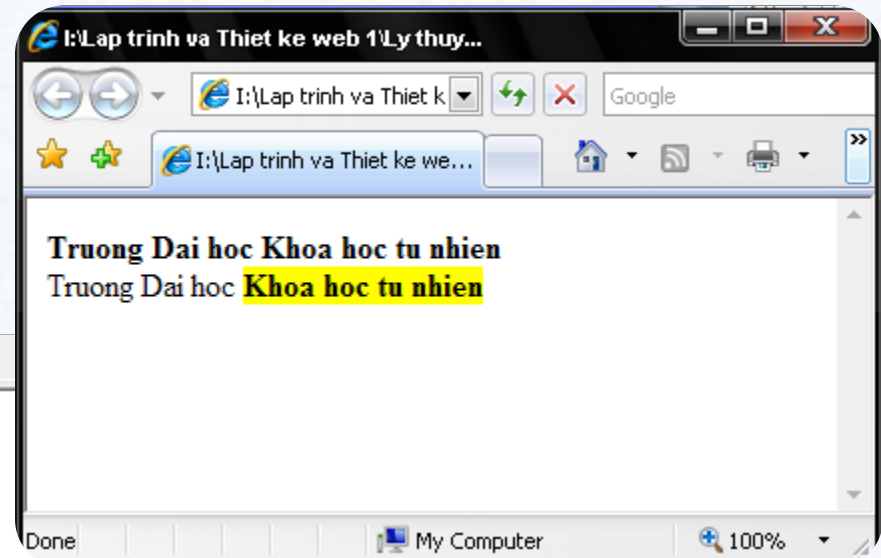 I:\Lap trinh va Thiet ke web 1\Ly thuy...
I:\Lap trinh va Thiet k
Google
I:\Lap trinh va Thiet ke we...
Truong Dai hoc Khoa hoc tu nhien
Truong Dai hoc Khoa hoc tu nhien
Done My Computer 100%